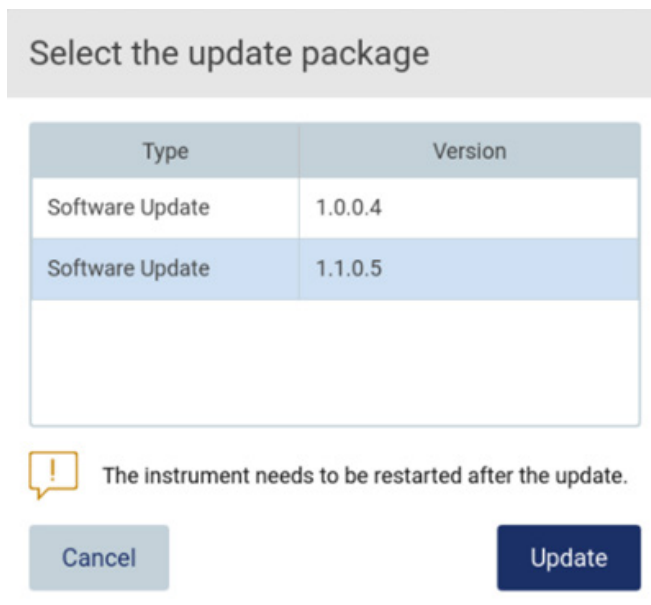 Select the update package
Type Version
Software Update 1.0.0.4
Software Update 1.1.0.5
! The instrument needs to be restarted after the update.
Cancel Update